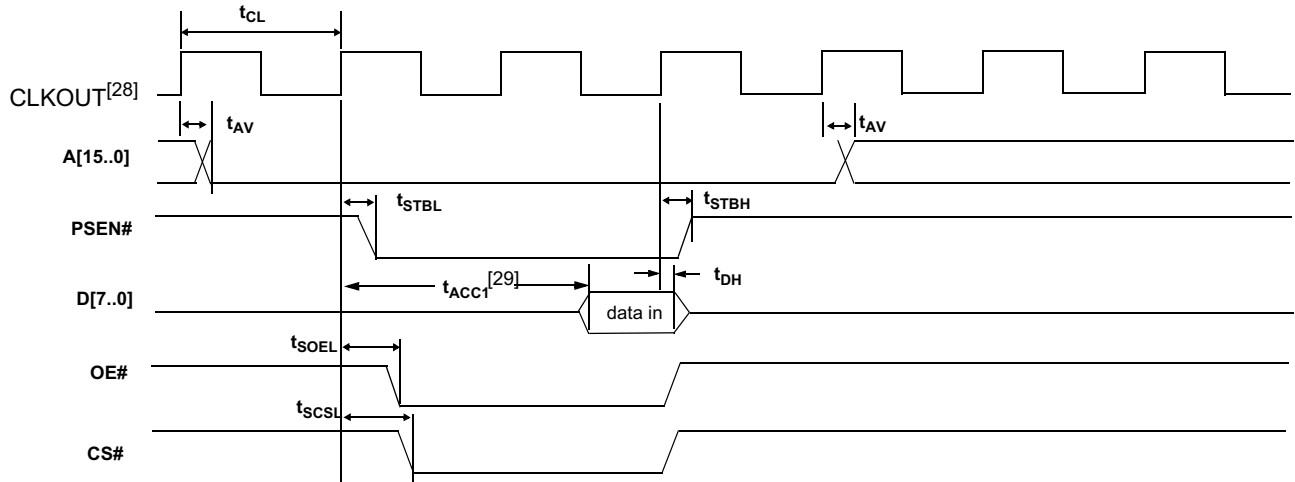 tCL
CLKOUT[28]
tAV
tAV
A[15..0]
tSTBL
tSTBH
PSEN#
tACC1[29]
tDH
D[7..0]
data in
tSOEL
OE#
tSCSL
CS#